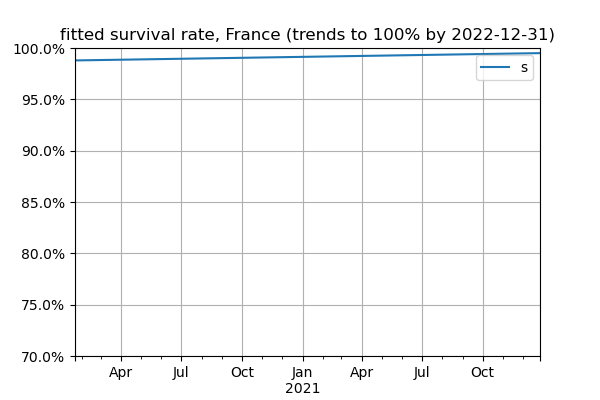 fitted survival rate, France (trends to 100% by 2022-12-31)
100.0%
s
95.0%
90.0%
85.0%
80.0%
75.0%
70.0%
Apr Jul Oct Jan Apr Jul Oct
2021